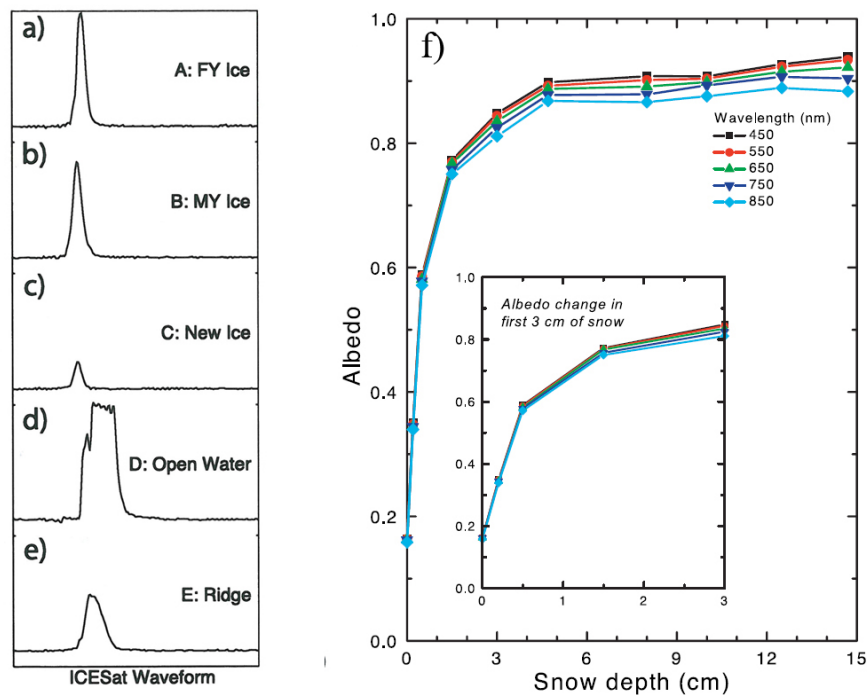 a)
A: FY Ice
b)
B: MY Ice
c)
C: New Ice
d)
D: Open Water
e)
E: Ridge
ICESat Waveform
f)
1.0
0.8
0.6
0.4
0.2
0.0
Albedo
0
3
6
9
12
15
Snow depth (cm)
Wavelength (nm)
450
550
650
750
850
Albedo change in
first 3 cm of snow
1.0
0.8
0.6
0.4
0.2
0.0
0
1
2
3